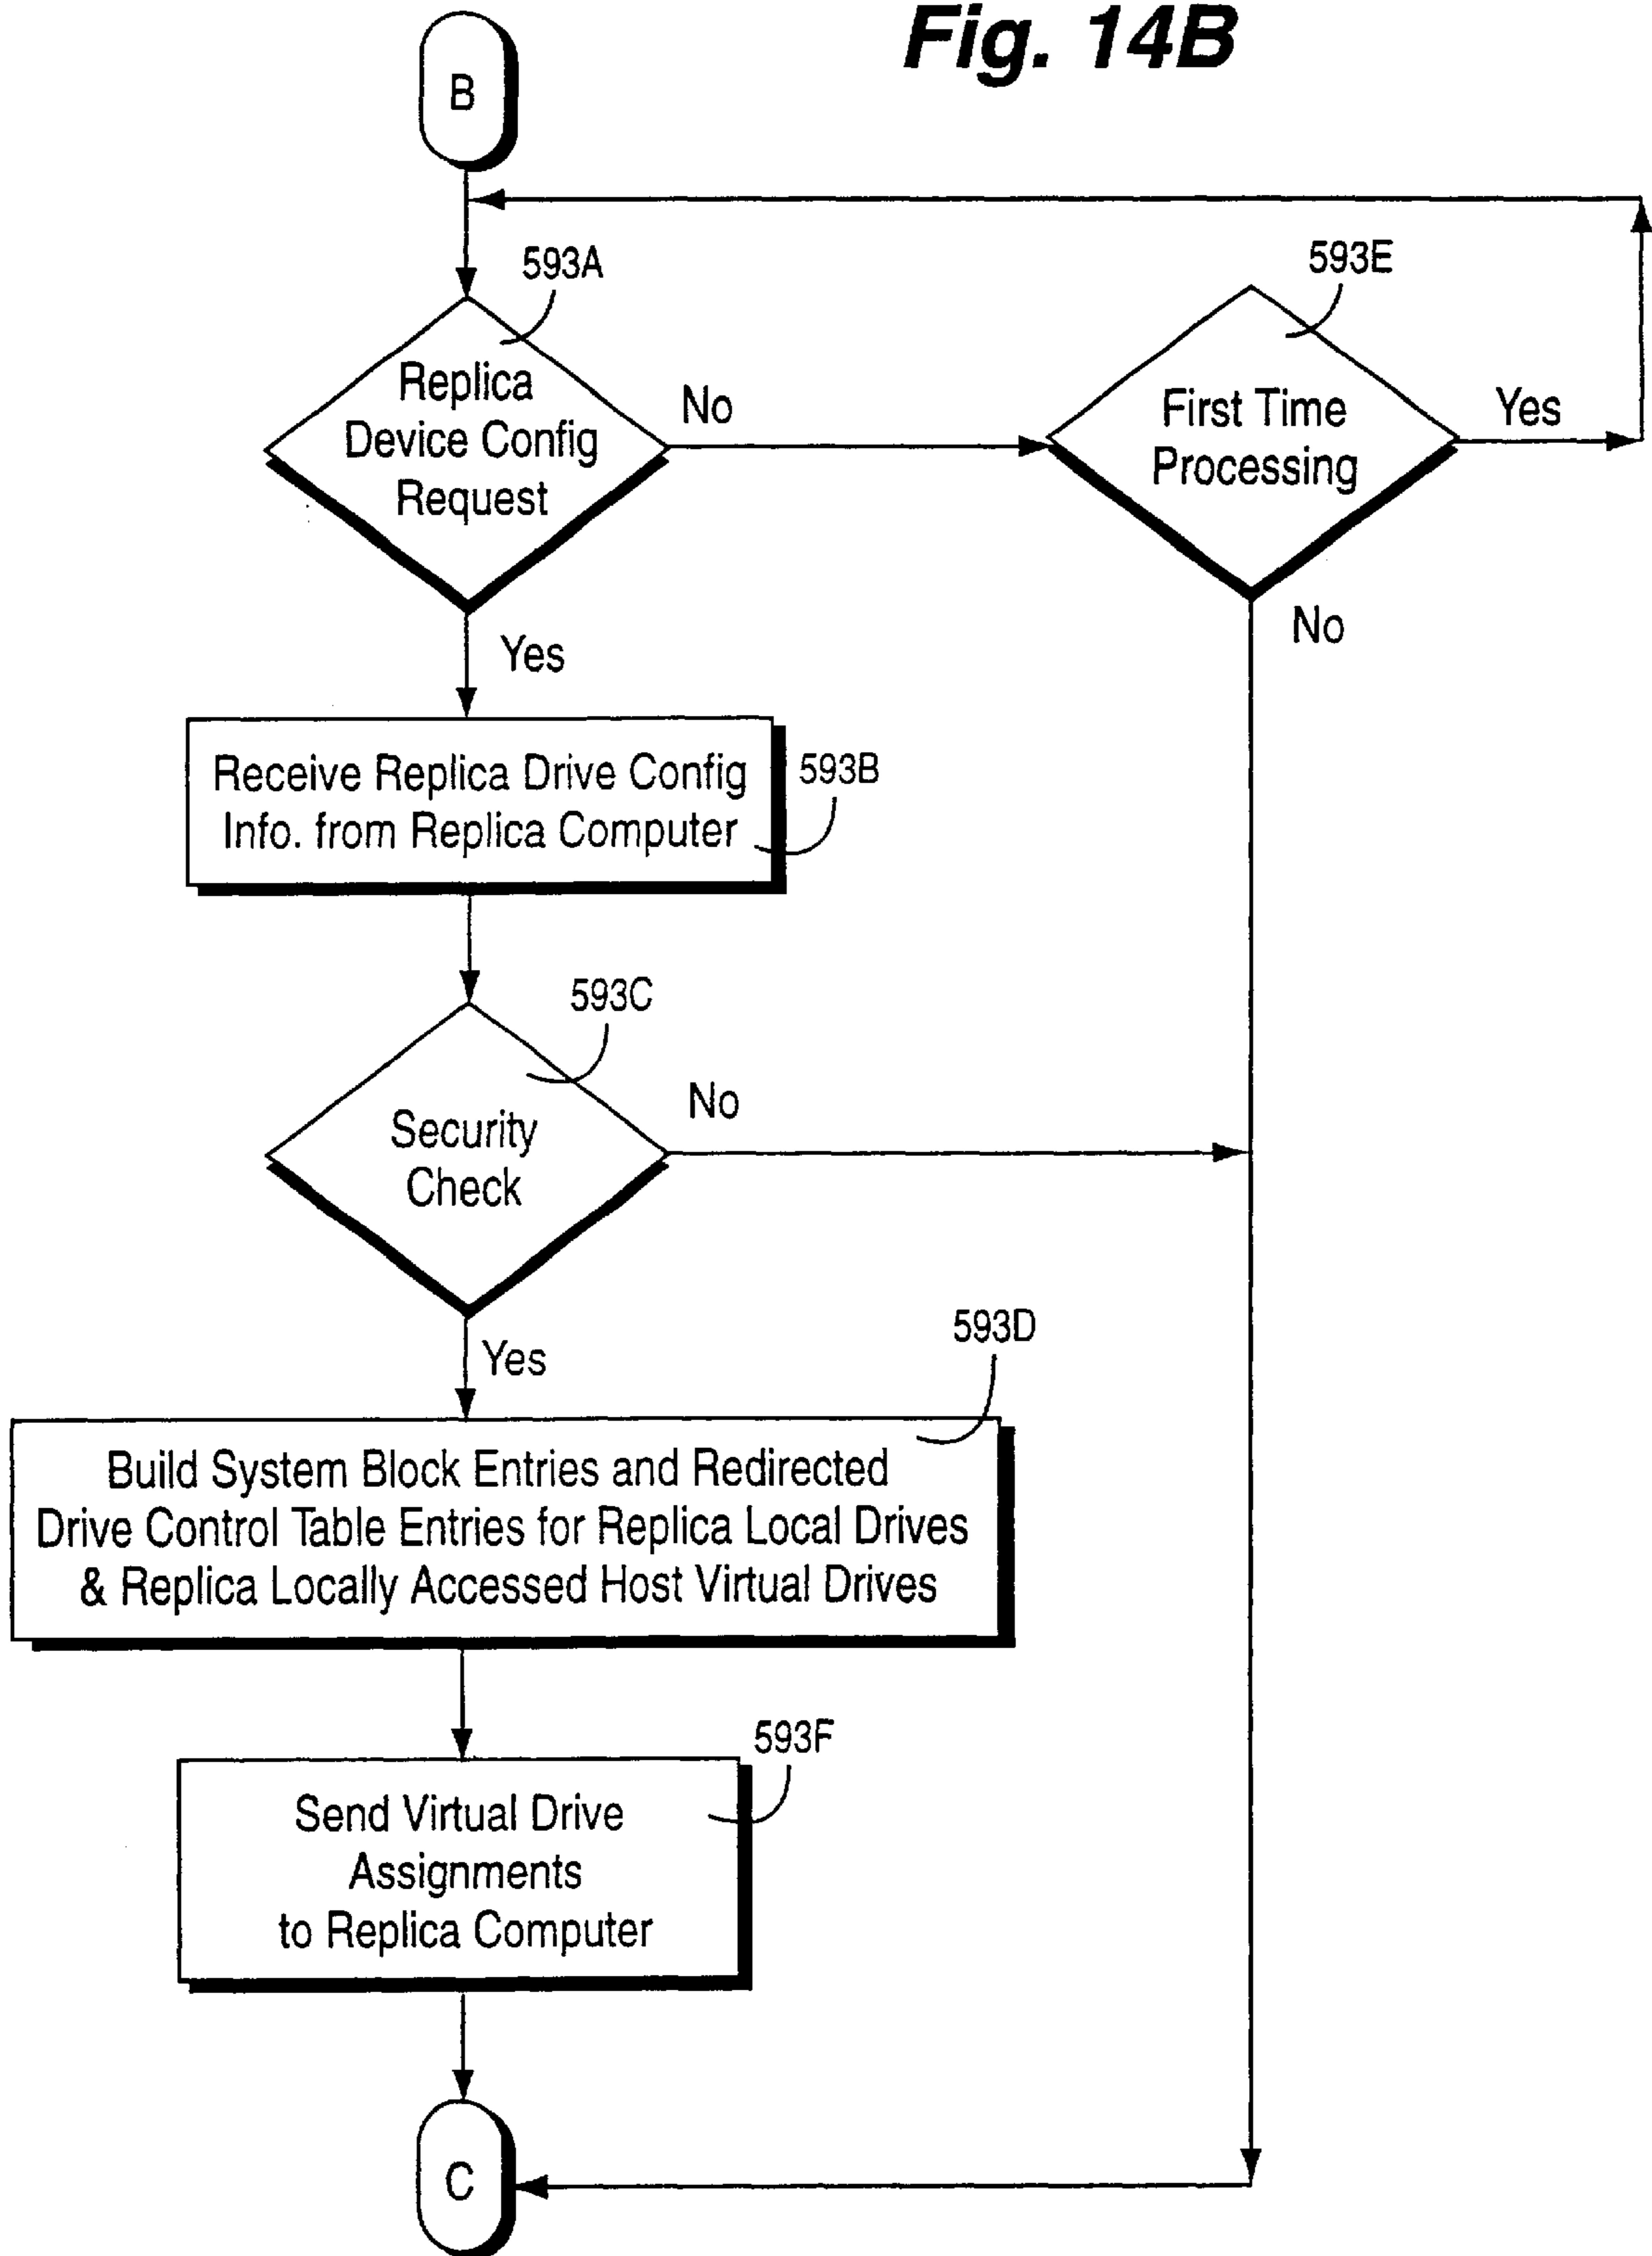 Fig. 14B
B
593A
593E
Replica
Device Config
Request
No
First Time
Processing
Yes
No
Yes
Receive Replica Drive Config
Info. from Replica Computer
593B
593C
Security
Check
No
Yes
593D
Build System Block Entries and Redirected
Drive Control Table Entries for Replica Local Drives
& Replica Locally Accessed Host Virtual Drives
593F
Send Virtual Drive
Assignments
to Replica Computer
C